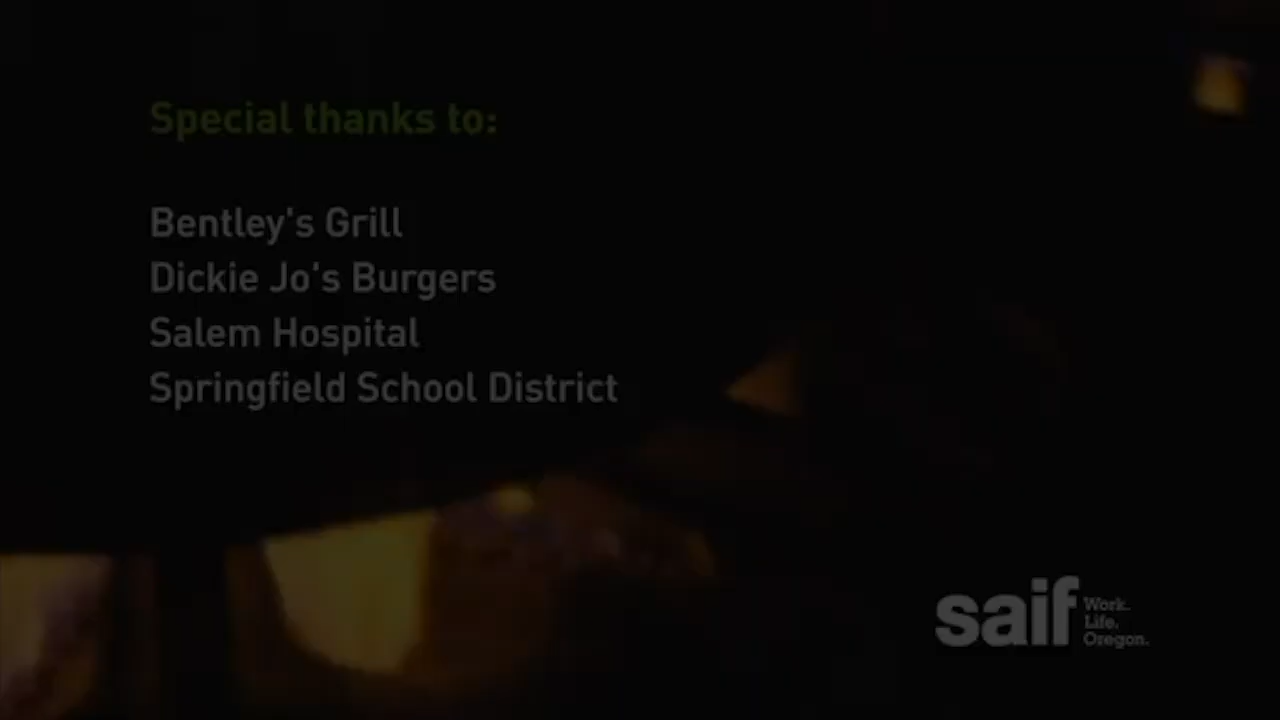 Special thanks to:
Bentley's Grill
Dickie Jo's Burgers
Salem Hospital
Springfield School District
saif
Work.
Life.
Oregon.